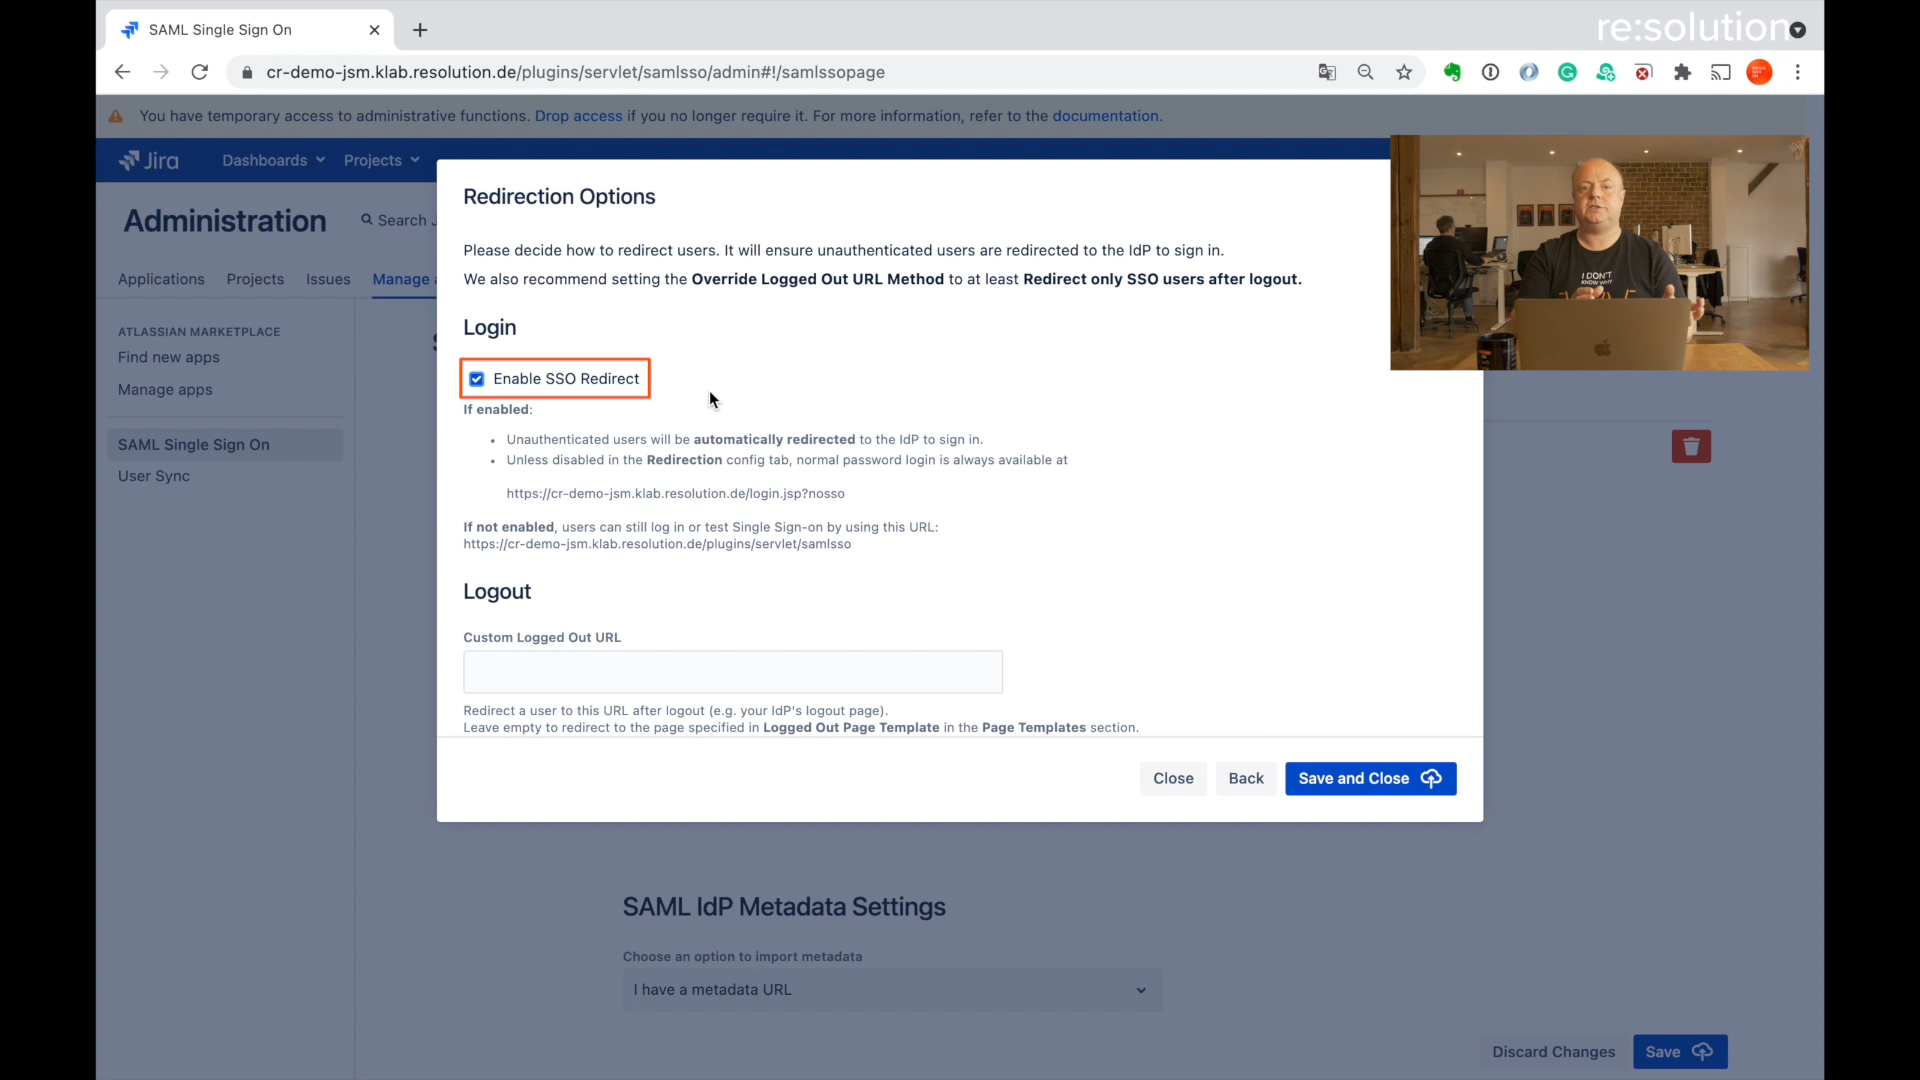 SAML Single Sign On
re:solution
cr-demo-jsm.klab.resolution.de/plugins/servlet/samlsso/admin#!/samlssopage
You have temporary access to administrative functions. Drop access if you no longer require it. For more information, refer to the documentation.
Jira
Dashboards
Projects
Administration
Search
Applications
Projects
Issues
Manage
ATLASSIAN MARKETPLACE
Find new apps
Manage apps
SAML Single Sign On
User Sync
Redirection Options
Please decide how to redirect users. It will ensure unauthenticated users are redirected to the IdP to sign in.
We also recommend setting the Override Logged Out URL Method to at least Redirect only SSO users after logout.
Login
Enable SSO Redirect
If enabled:
• Unauthenticated users will be automatically redirected to the IdP to sign in.
• Unless disabled in the Redirection config tab, normal password login is always available at
https://cr-demo-jsm.klab.resolution.de/login.jsp?nosso
If not enabled, users can still log in or test Single Sign-on by using this URL:
https://cr-demo-jsm.klab.resolution.de/plugins/servlet/samlsso
Logout
Custom Logged Out URL
Redirect a user to this URL after logout (e.g. your IdP's logout page).
Leave empty to redirect to the page specified in Logged Out Page Template in the Page Templates section.
Close
Back
Save and Close
I DON'T
KNOW WHY
SAML IdP Metadata Settings
Choose an option to import metadata
I have a metadata URL
Discard Changes
Save